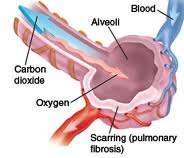 Blood
Alveoli
Carbon
dioxide
Oxygen
Scarring (pulmonary
fibrosis)